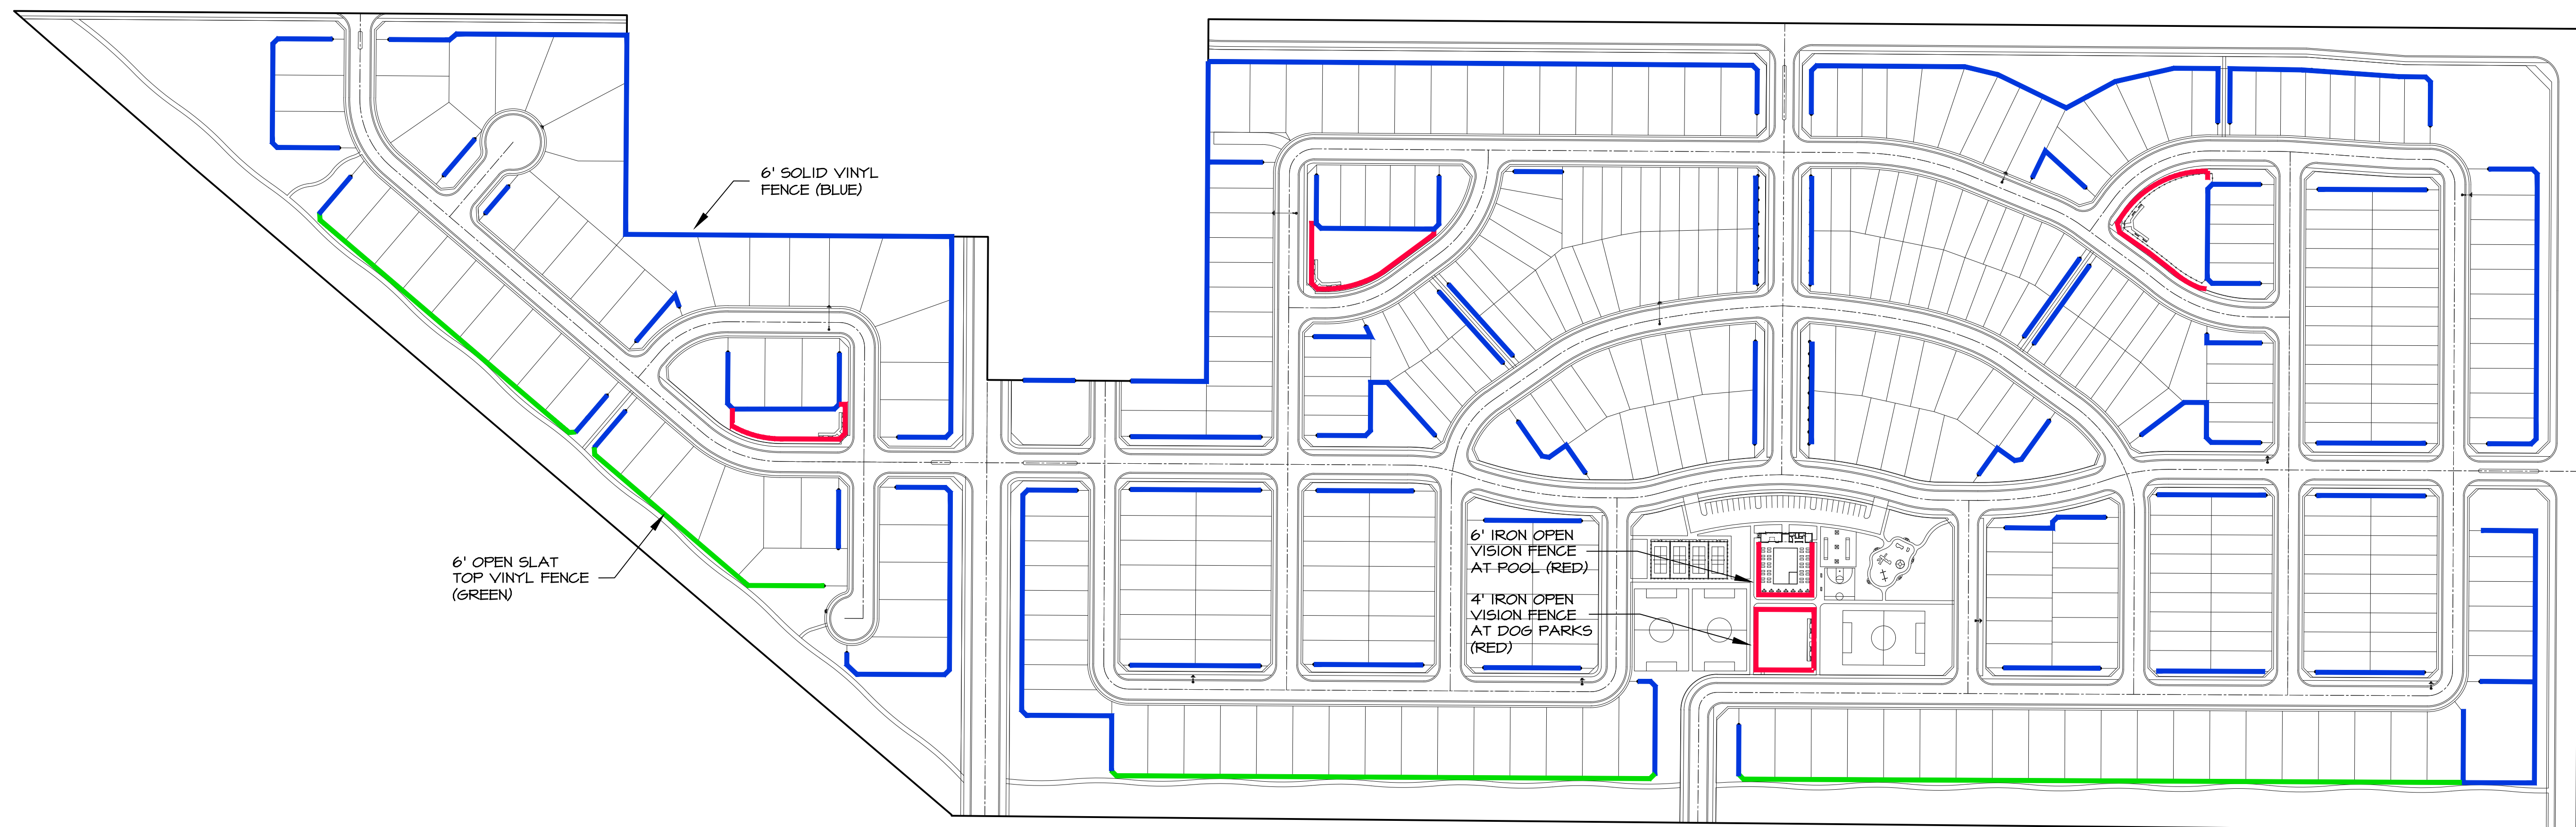 6' SOLID VINYL
FENCE (BLUE)
6' OPEN SLAT
TOP VINYL FENCE
(GREEN)
6' IRON OPEN
VISION FENCE
AT POOL (RED)
4' IRON OPEN
VISION FENCE
AT DOG PARKS
(RED)